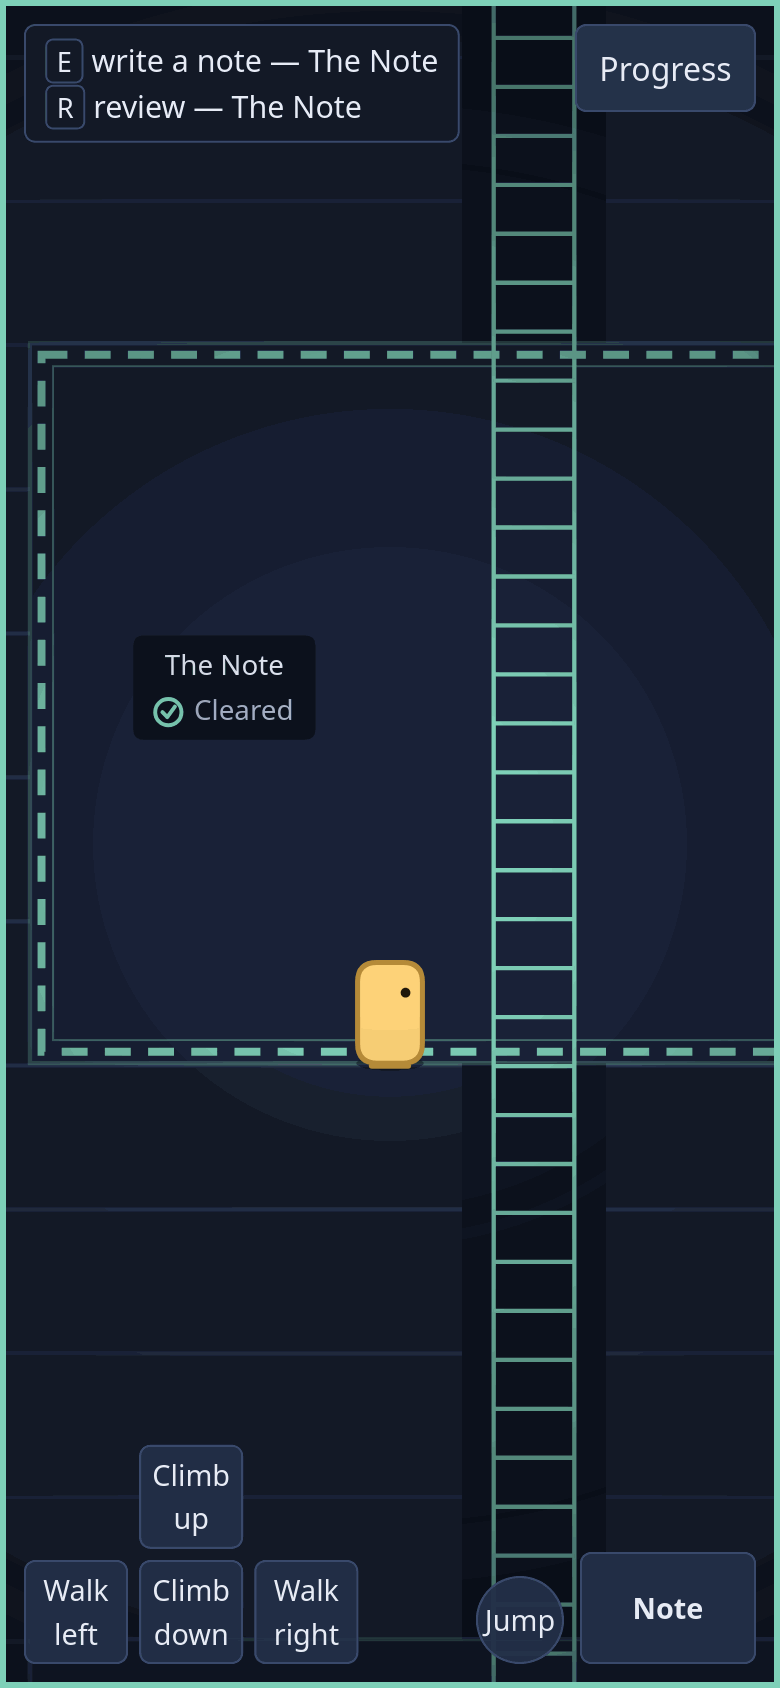 E write a note — The Note
R review — The Note
Progress
The Note
Cleared
Climb
up
Walk
left
Climb
down
Walk
right
Jump
Note